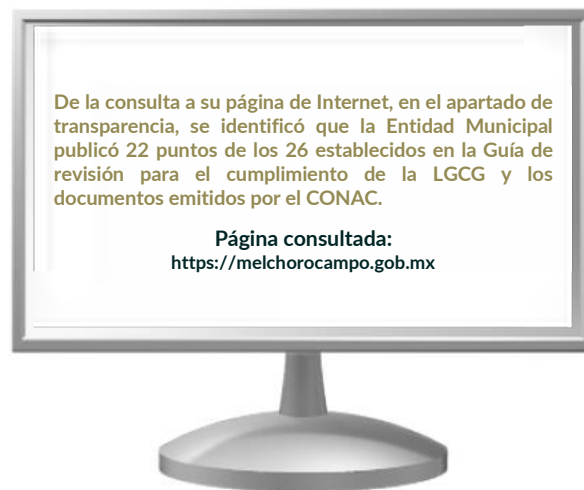 De la consulta a su página de Internet, en el apartado de
transparencia, se identificó que la Entidad Municipal
publicó 22 puntos de los 26 establecidos en la Guía de
revisión para el cumplimiento de la LGCG y los
documentos emitidos por el CONAC.
Página consultada:
https://melchorocampo.gob.mx